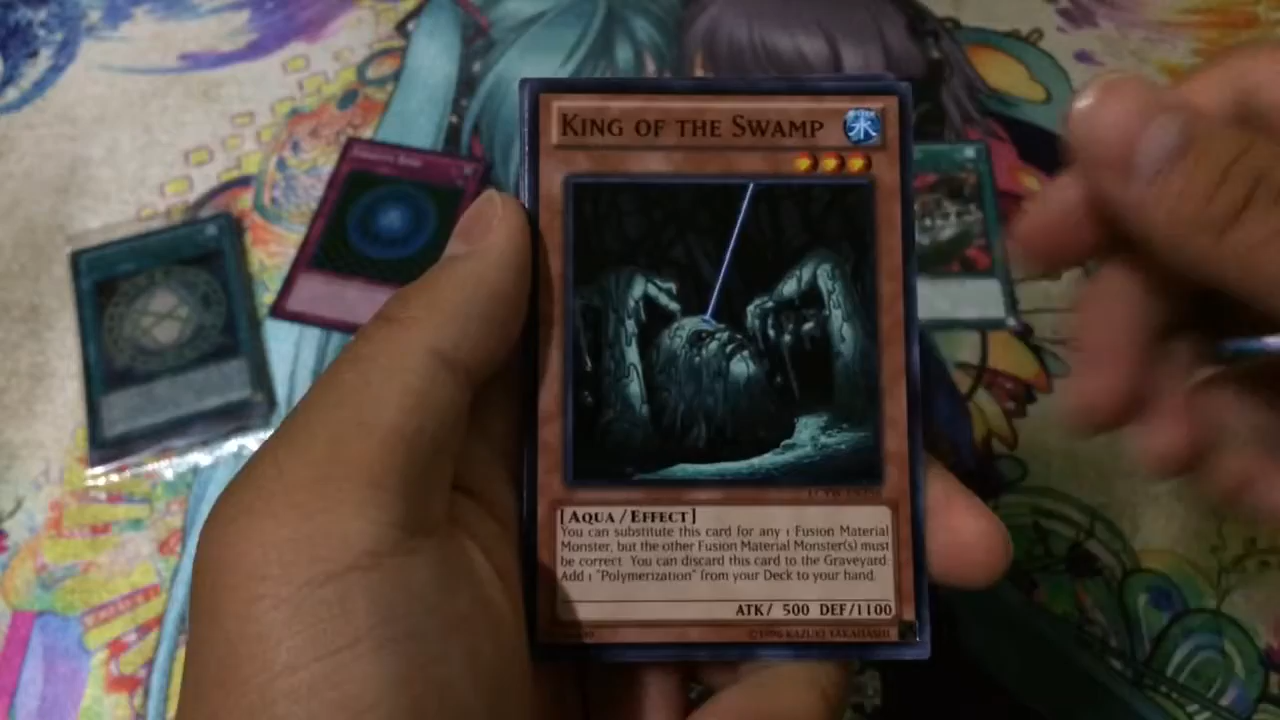 KING OF THE SWAMP
水
[AQUA/EFFECT]
You can substitute this card for any 1 Fusion Material
Monster, but the other Fusion Material Monster(s) must
be correct. You can discard this card to the Graveyard:
Add 1 "Polymerization" from your Deck to your hand.
ATK/ 500 DEF/1100
©1996 KAZUKI TAKAHASHI